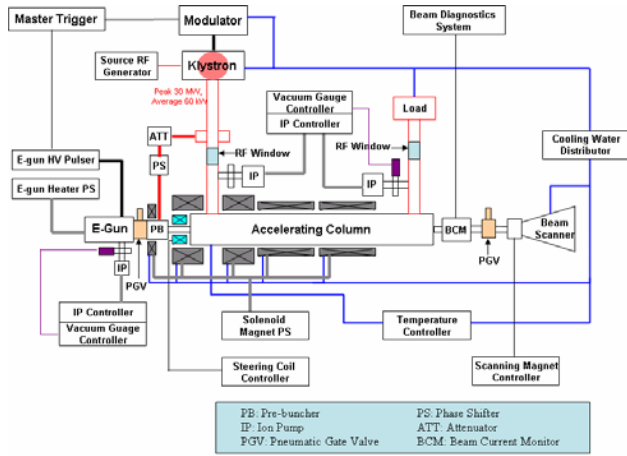 Master Trigger
Modulator
Beam Diagnostics
System
Source RF
Generator
Klystron
Peak 30 MW,
Average 60 kW
Vacuum Gauge
Controller
IP Controller
Load
ATT
RF Window
RF Window
Cooling Water
Distributor
E-gun HV Pulser
PS
IP
IP
E-gun Heater PS
E-Gun
PB
Accelerating Column
BCM
Beam
Scanner
IP
PGV
PGV
IP Controller
Vacuum Guage
Controller
Solenoid
Magnet PS
Temperature
Controller
Steering Coil
Controller
Scanning Magnet
Controller
PB: Pre-buncher
PS: Phase Shifter
IP: Ion Pump
ATT: Attenuator
PGV: Pneumatic Gate Valve
BCM: Beam Current Monitor